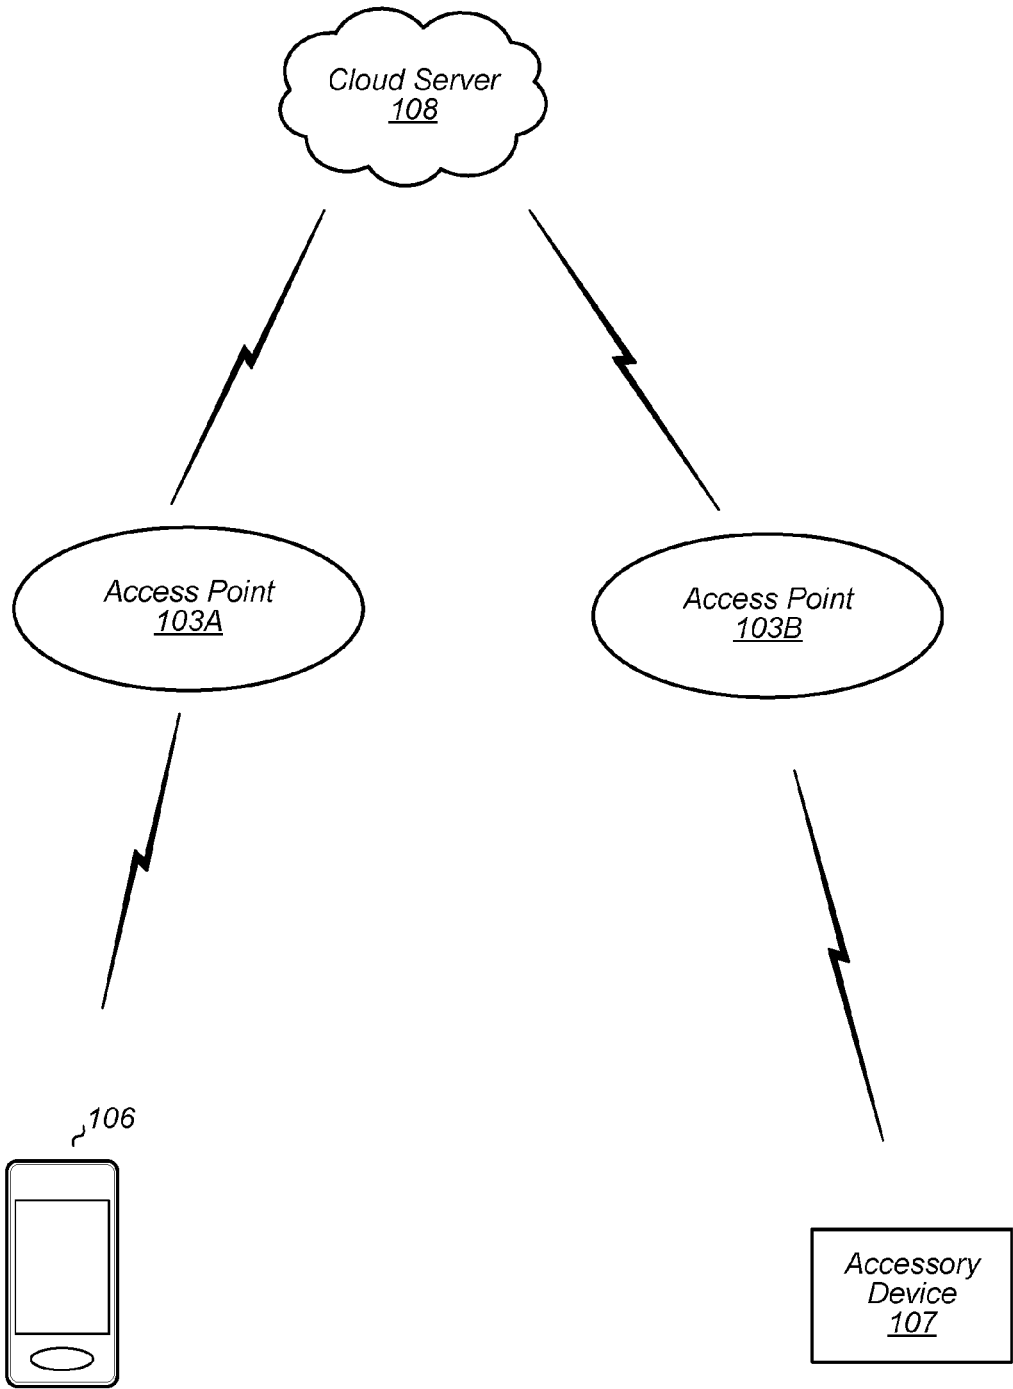 Cloud Server
108
Access Point
103A
Access Point
103B
106
Accessory
Device
107